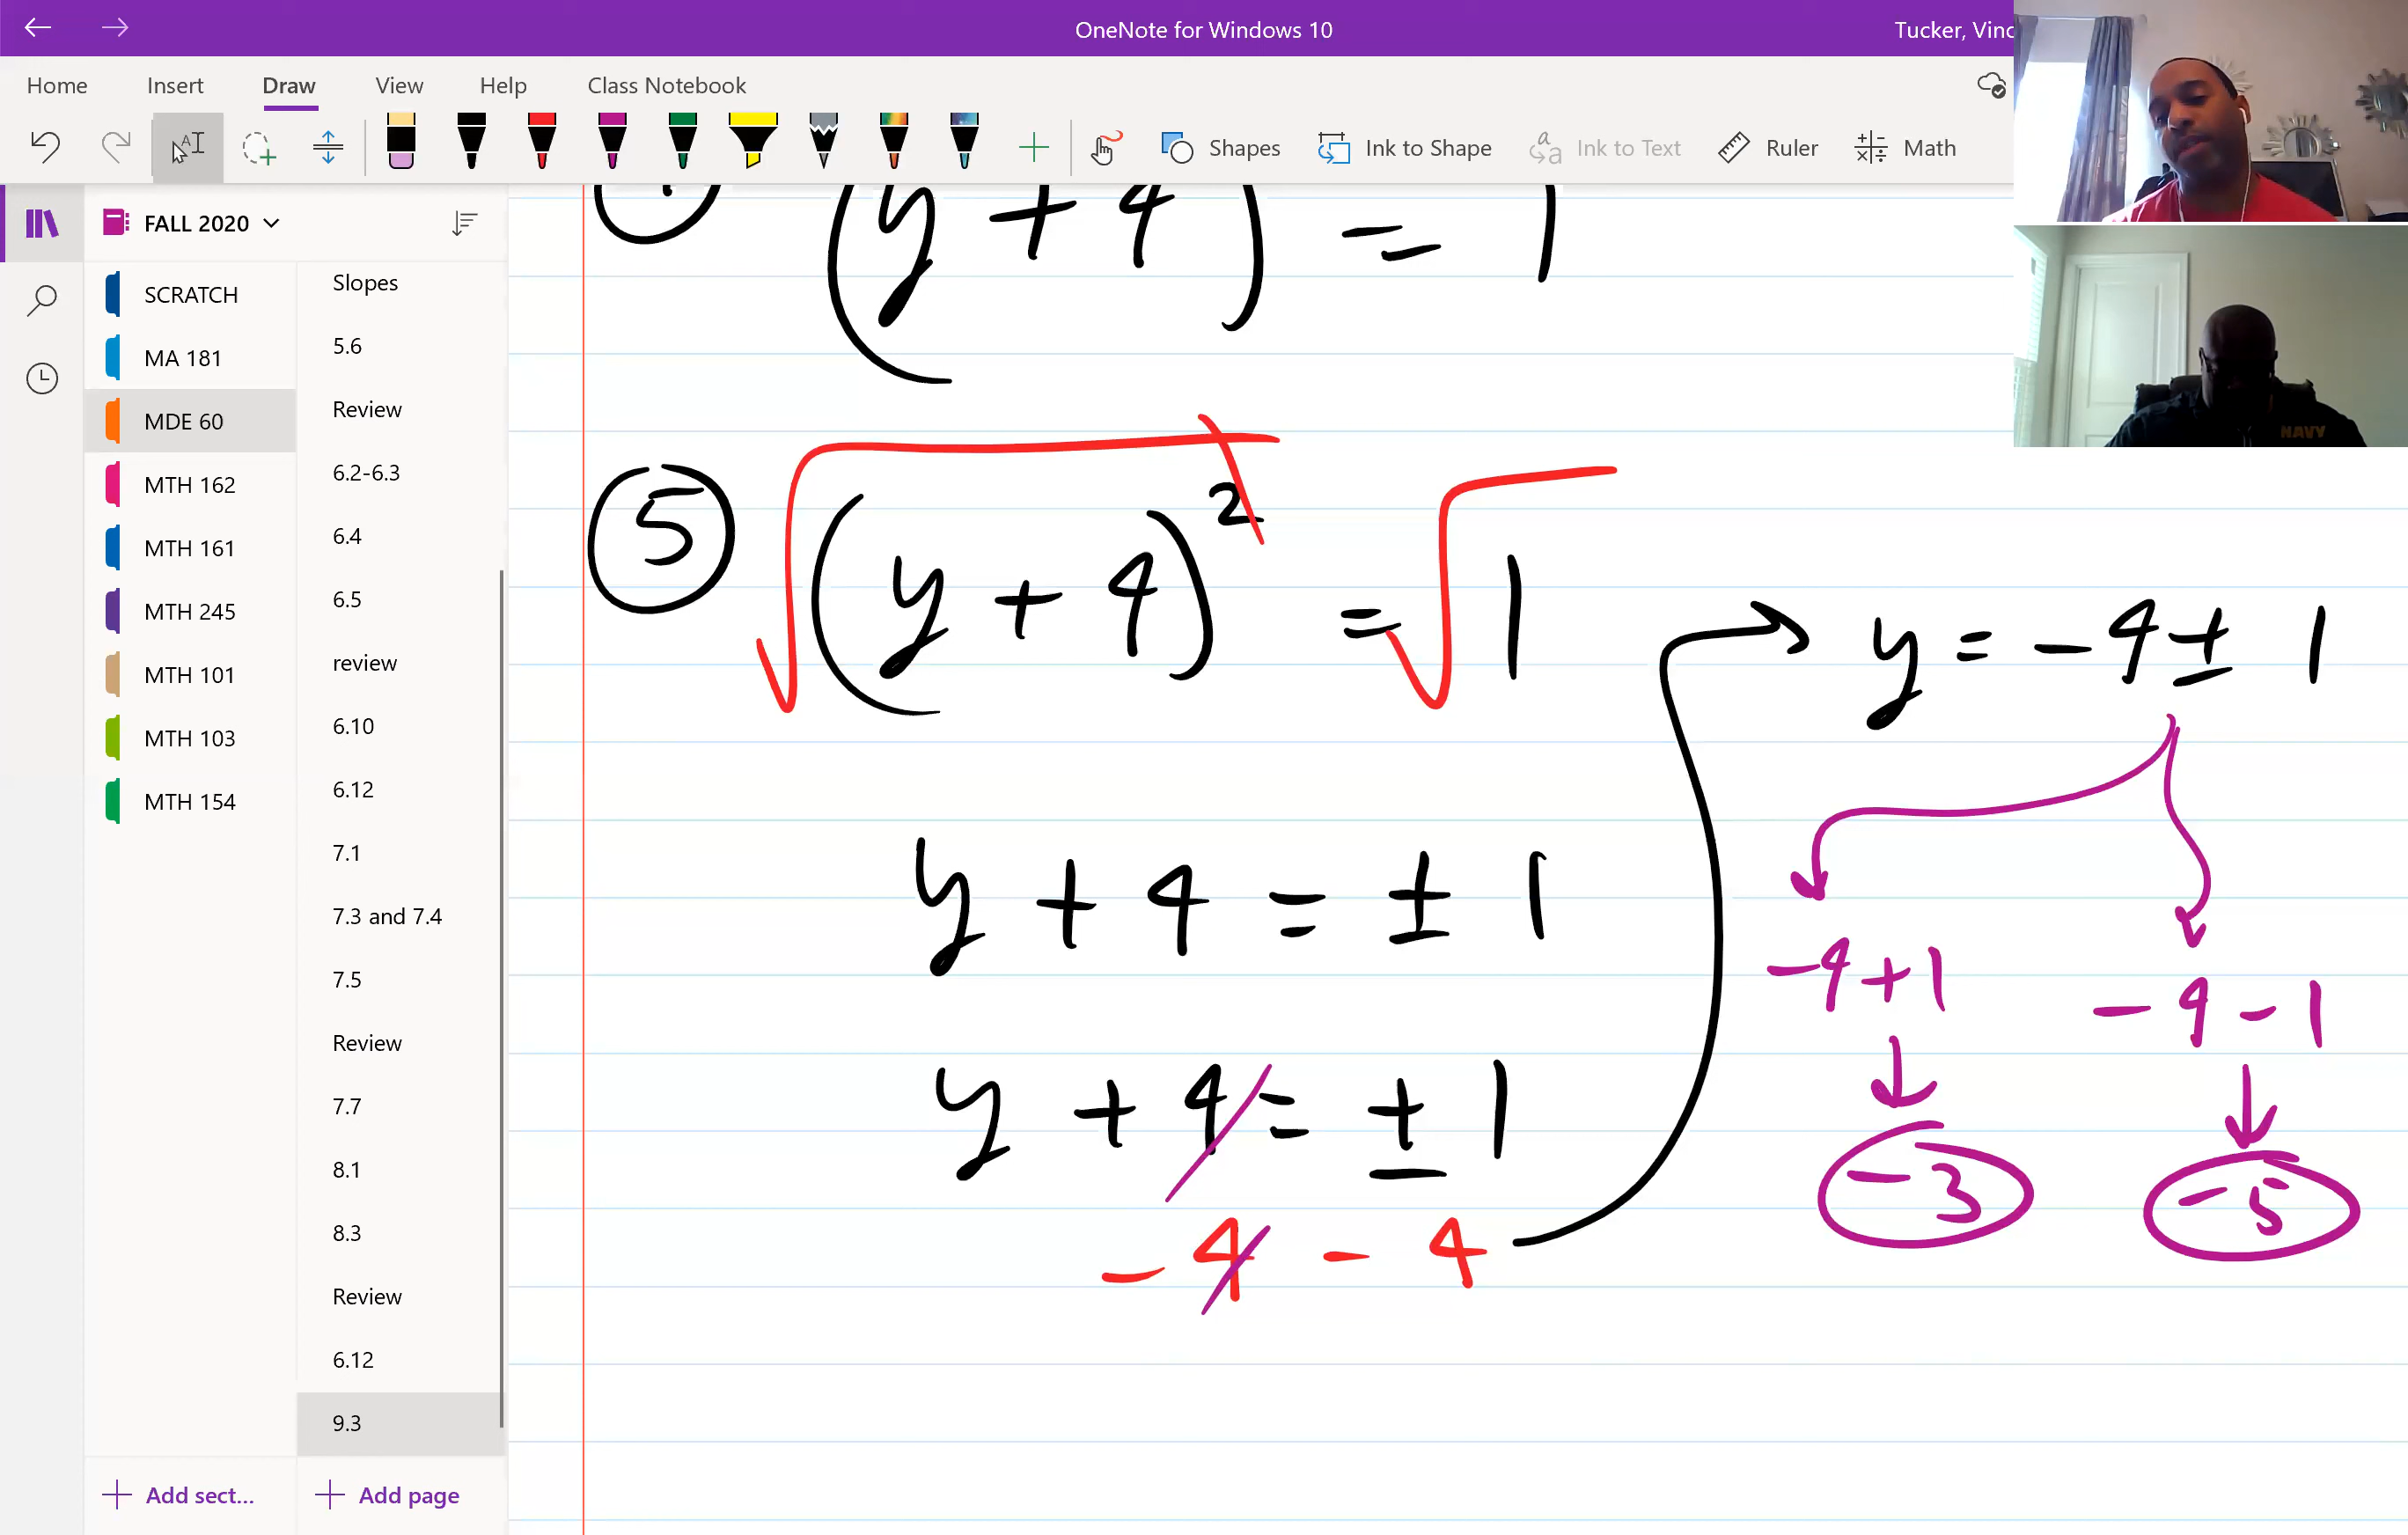 OneNote for Windows 10
Tucker, Vinc
Home Insert Draw View Help Class Notebook
Shapes Ink to Shape Ink to Text Ruler Math
FALL 2020
SCRATCH
MA 181
MDE 60
MTH 162
MTH 161
MTH 245
MTH 101
MTH 103
MTH 154
Add sect...
Slopes
5.6
Review
6.2-6.3
6.4
6.5
review
6.10
6.12
7.1
7.3 and 7.4
7.5
Review
7.7
8.1
8.3
Review
6.12
9.3
Add page
(y + 4) = 1
⑤ √(y + 4)² = √1
y + 4 = ± 1
y + 4 = ± 1
- 4 - 4
y = -4 ± 1
-4+1
-4-1
-3
-5
NAVY